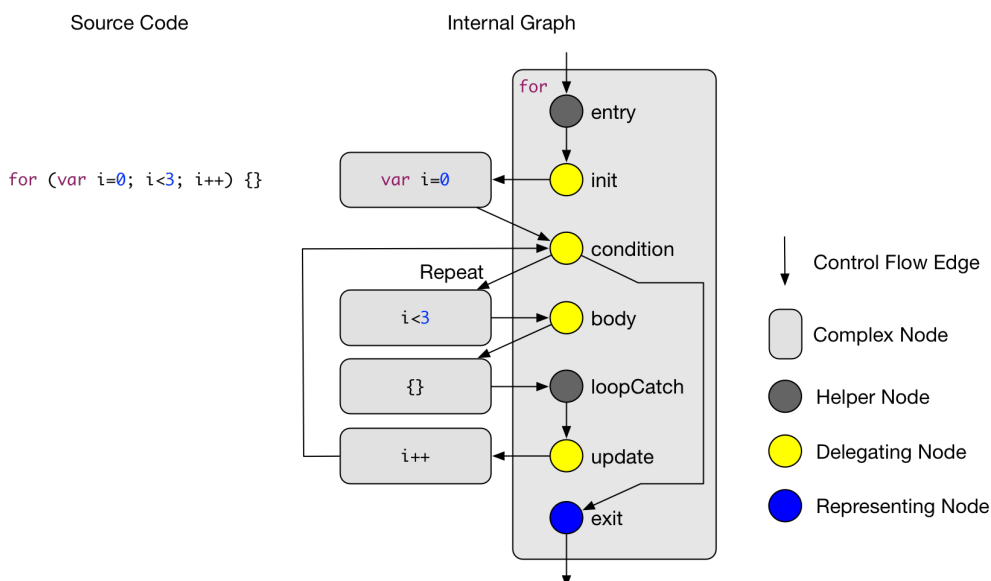 Source Code
Internal Graph
for
entry
for (var i=0; i<3; i++) {}
var i=0
init
condition
Repeat
Control Flow Edge
i<3
body
Complex Node
{}
loopCatch
Helper Node
i++
update
Delegating Node
exit
Representing Node